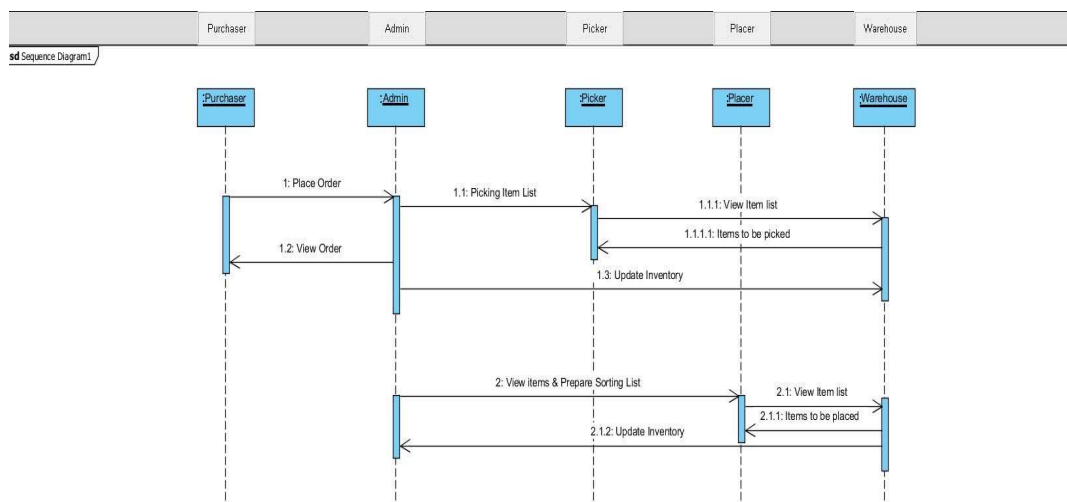 Purchaser
Admin
Picker
Placer
Warehouse
sd Sequence Diagram1
:Purchaser
:Admin
:Picker
:Placer
:Warehouse
1: Place Order
1.1: Picking Item List
1.1.1: View Item list
1.1.1.1: Items to be picked
1.2: View Order
1.3: Update Inventory
2: View items & Prepare Sorting List
2.1: View Item list
2.1.1: Items to be placed
2.1.2: Update Inventory